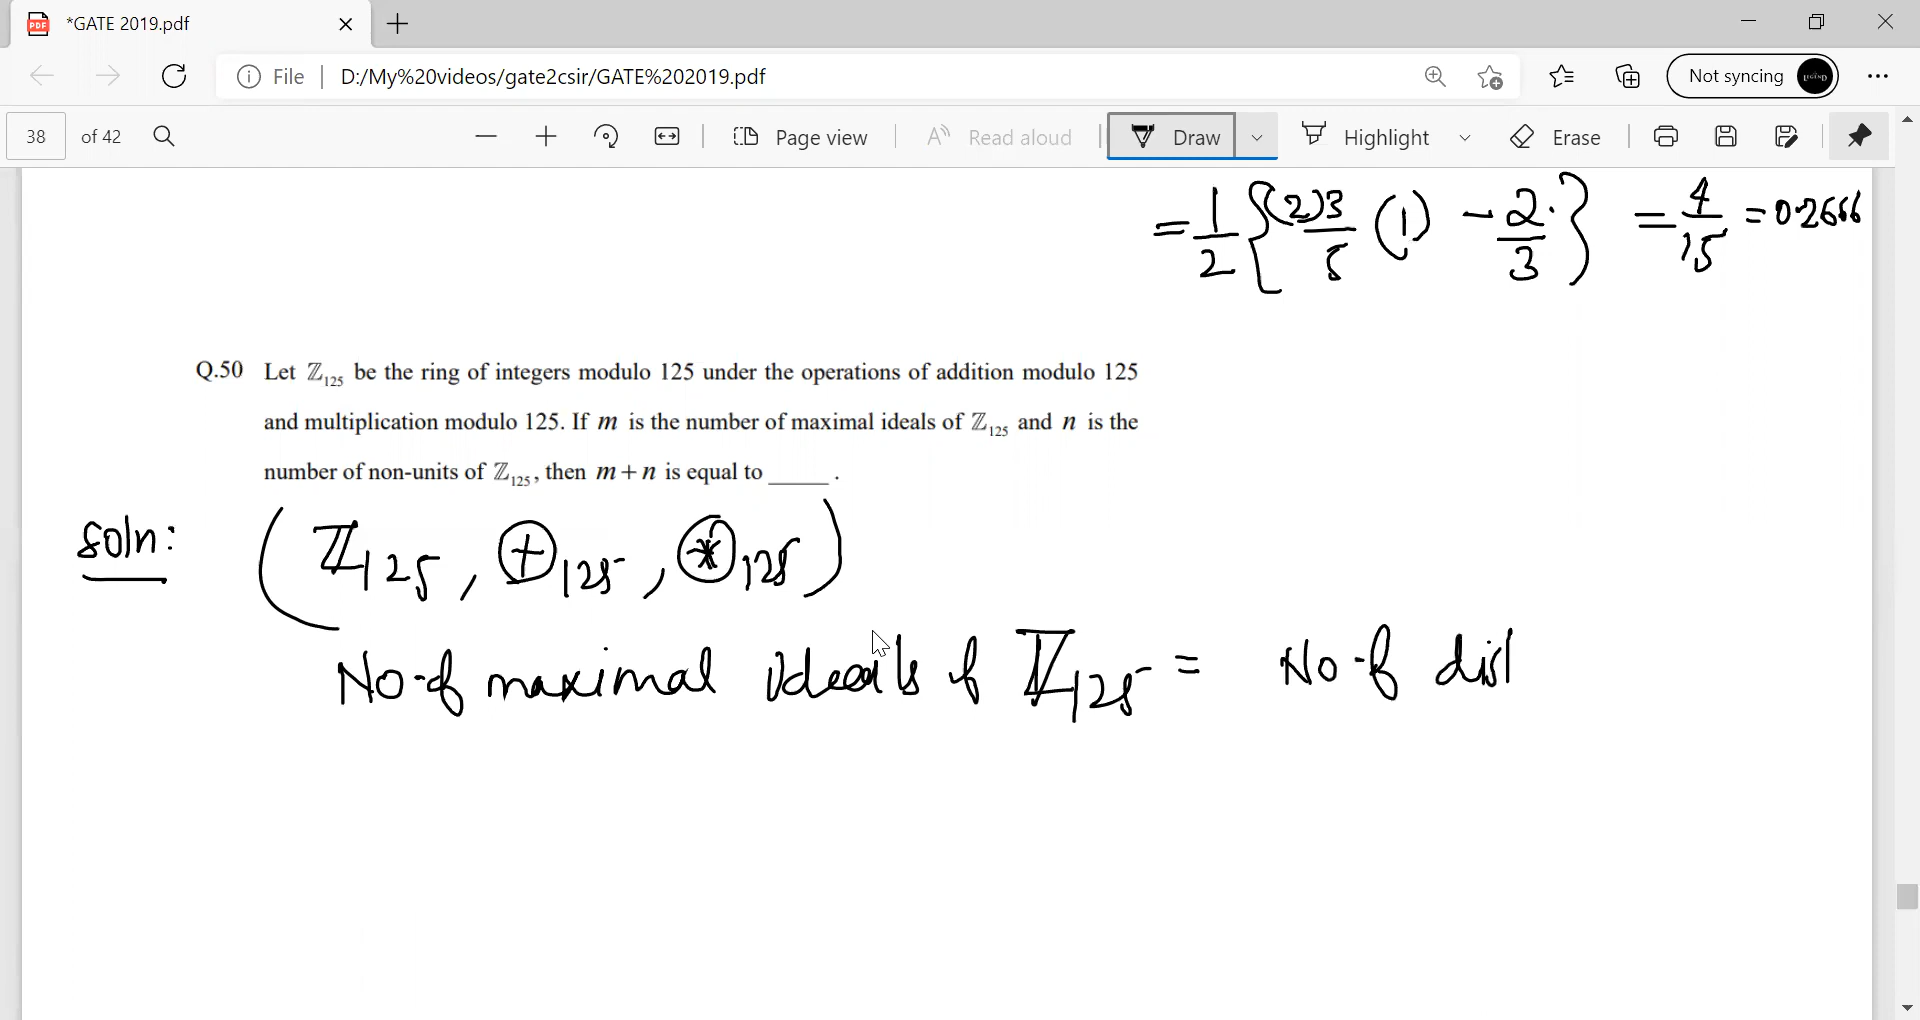 *GATE 2019.pdf
File | D:/My%20videos/gate2csir/GATE%202019.pdf
Not syncing LEGEND
38 of 42 Page view Read aloud Draw Highlight Erase
= 1/2 { (2)3/5 (1) - 2/3 } = 4/15 = 0.2666
Q.50 Let ℤ₁₂₅ be the ring of integers modulo 125 under the operations of addition modulo 125
and multiplication modulo 125. If m is the number of maximal ideals of ℤ₁₂₅ and n is the
number of non-units of ℤ₁₂₅, then m+n is equal to _____ .
soln: (ℤ₁₂₅, ⊕₁₂₅, ⊛₁₂₅)
No. of maximal ideals of ℤ₁₂₅ = No. of dist